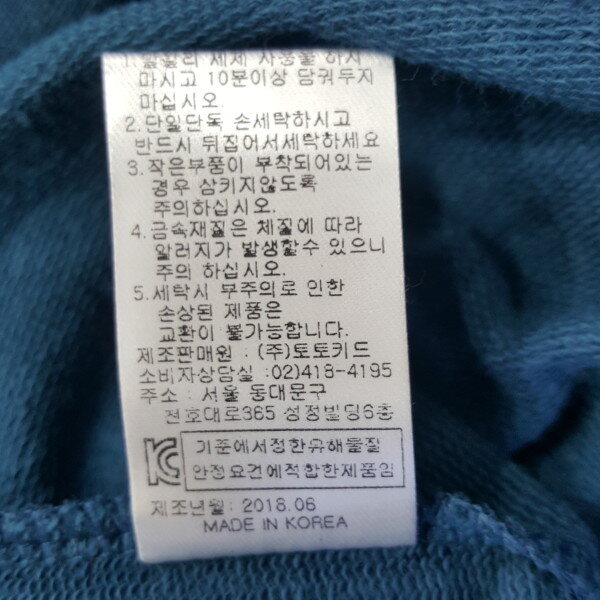 세제 사용을 하지
마시고 10분이상 담궈두지
마십시오.
2.단일단독 손세탁하시고
반드시 뒤집어서세탁하세요
3.작은부품이 부착되어있는
경우 삼키지않도록
주의하십시오.
4.금속재질은 체질에 따라
알러지가 발생할수 있으니
주의 하십시오.
5.세탁시 부주의로 인한
손상된 제품은
교환이 불가능합니다.
제조판매원 : (주)토토키드
소비자상담실 :02)418-4195
주소 : 서울 동대문구
천호대로365 성정빌딩6층
KC 기준에서정한유해물질
안정요건에적합한제품임
제조년월: 2018.06
MADE IN KOREA